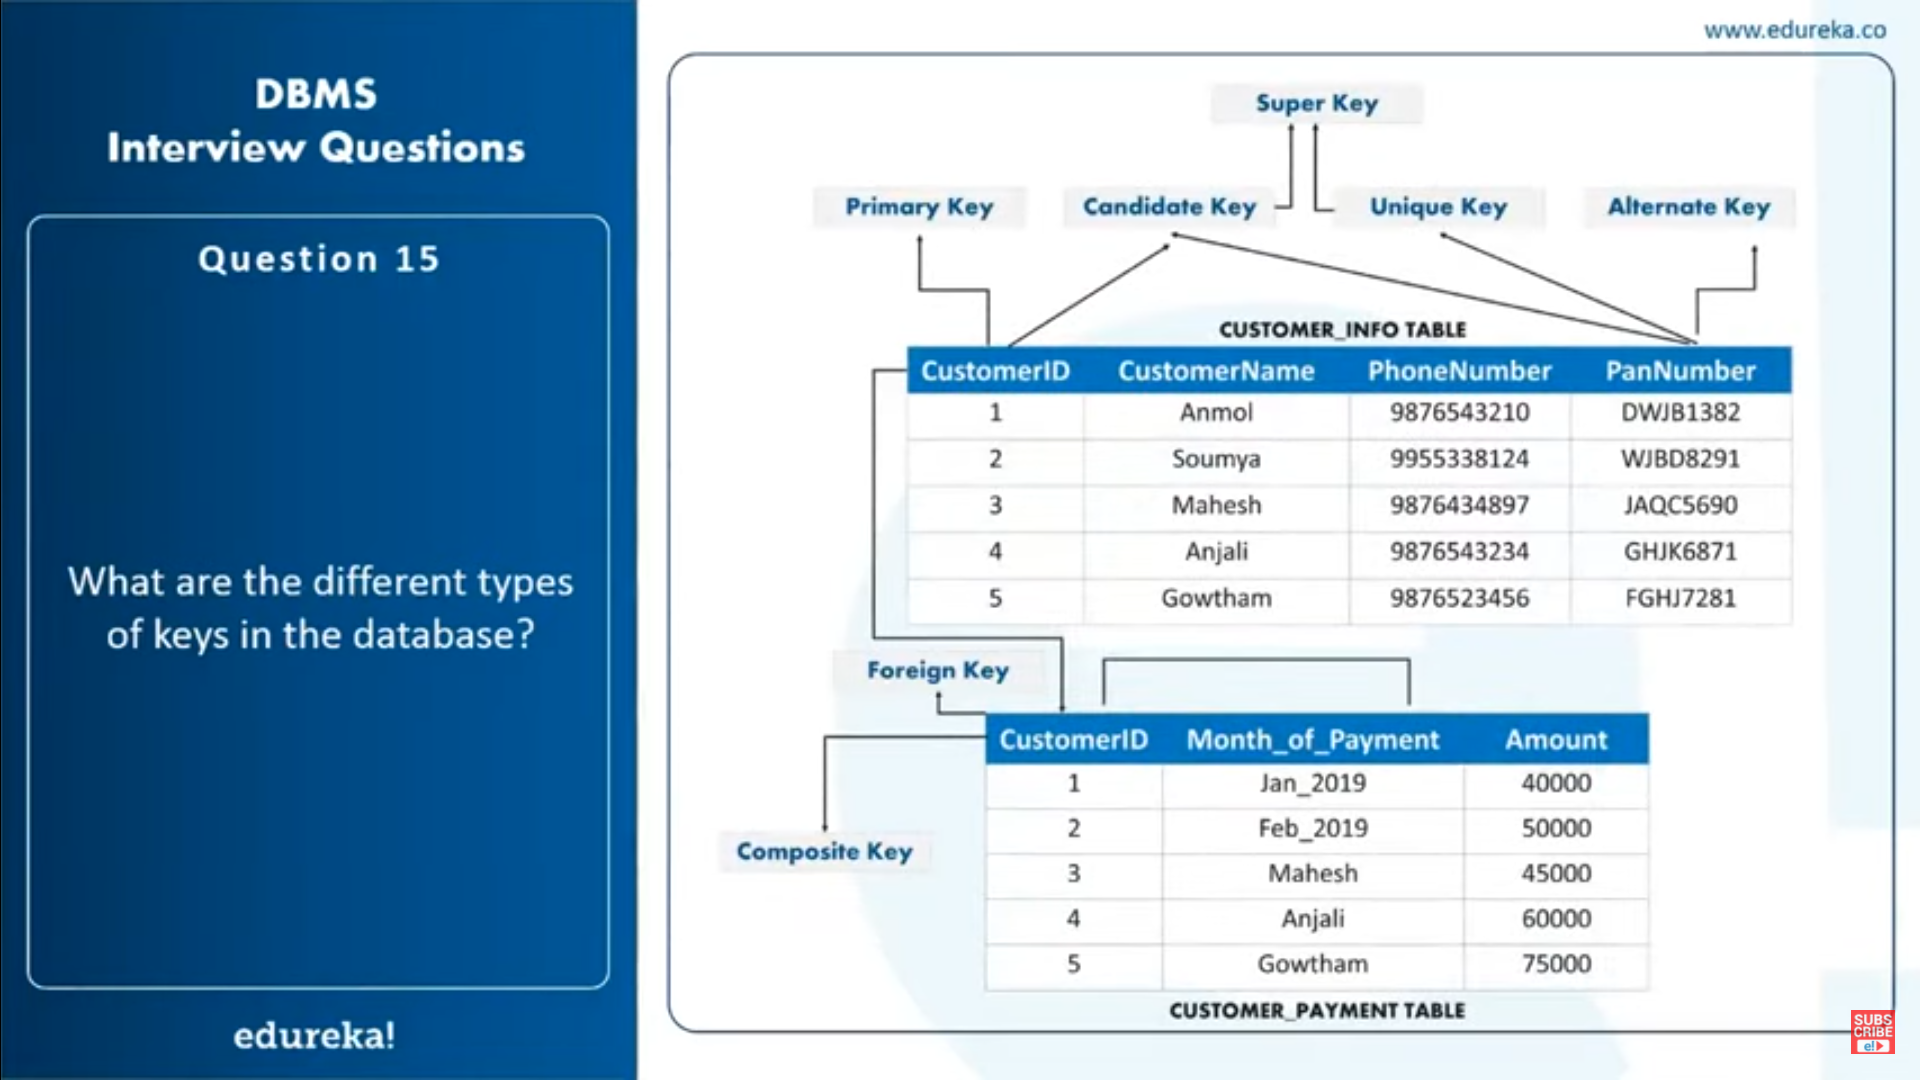 www.edureka.co
DBMS
Interview Questions
Question 15
What are the different types
of keys in the database?
edureka!
Super Key
Primary Key Candidate Key Unique Key Alternate Key
CUSTOMER_INFO TABLE
CustomerID CustomerName PhoneNumber PanNumber
1 Anmol 9876543210 DWJB1382
2 Soumya 9955338124 WJBD8291
3 Mahesh 9876434897 JAQC5690
4 Anjali 9876543234 GHJK6871
5 Gowtham 9876523456 FGHJ7281
Foreign Key
CustomerID Month_of_Payment Amount
1 Jan_2019 40000
2 Feb_2019 50000
3 Mahesh 45000
4 Anjali 60000
5 Gowtham 75000
Composite Key
CUSTOMER_PAYMENT TABLE
SUBS
CRIBE
e!